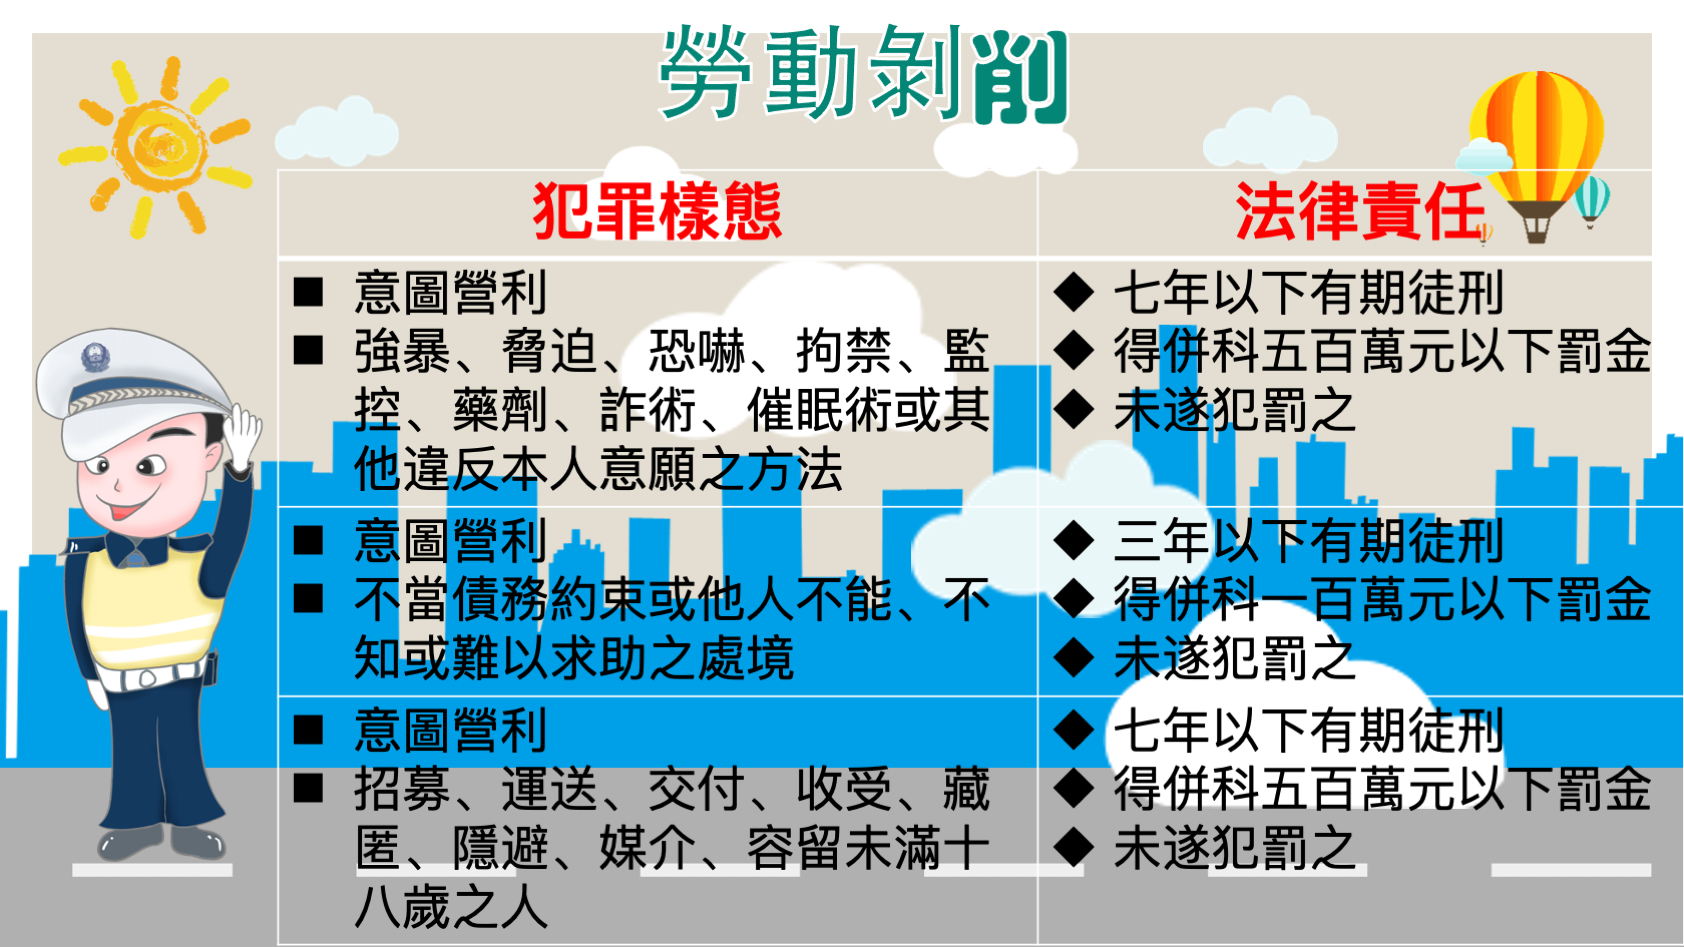 勞動剝削
犯罪樣態
法律責任
■ 意圖營利
■ 強暴、脅迫、恐嚇、拘禁、監
控、藥劑、詐術、催眠術或其
他違反本人意願之方法
◆ 七年以下有期徒刑
◆ 得併科五百萬元以下罰金
◆ 未遂犯罰之
■ 意圖營利
■ 不當債務約束或他人不能、不
知或難以求助之處境
◆ 三年以下有期徒刑
◆ 得併科一百萬元以下罰金
◆ 未遂犯罰之
■ 意圖營利
■ 招募、運送、交付、收受、藏
匿、隱避、媒介、容留未滿十
八歲之人
◆ 七年以下有期徒刑
◆ 得併科五百萬元以下罰金
◆ 未遂犯罰之